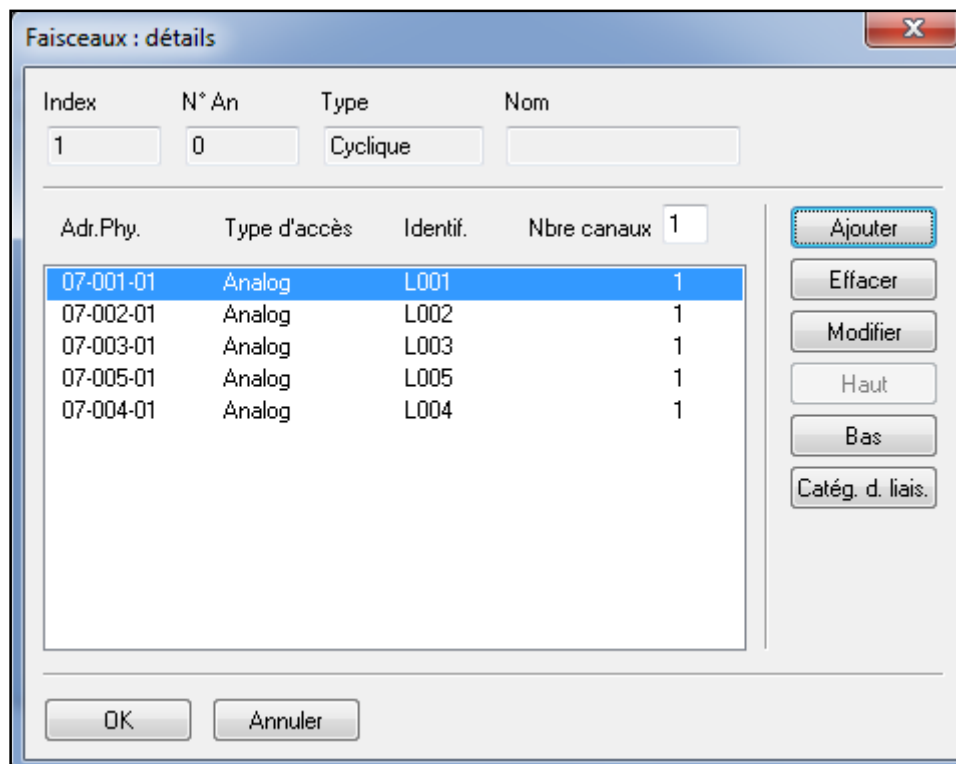 Faisceaux : détails
Index N° An Type Nom
1 0 Cyclique
Adr.Phy. Type d'accès Identif. Nbre canaux 1
07-001-01 Analog L001 1
07-002-01 Analog L002 1
07-003-01 Analog L003 1
07-005-01 Analog L005 1
07-004-01 Analog L004 1
Ajouter
Effacer
Modifier
Haut
Bas
Catég. d. liais.
OK Annuler